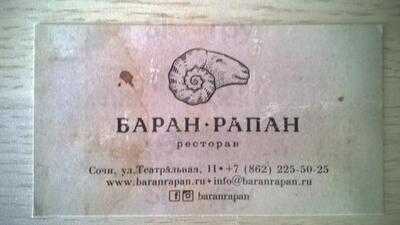 БАРАН•РАПАН
ресторан
Сочи, ул.Театральная, 11•+7 (862) 225-50-25
www.baranrapan.ru•info@baranrapan.ru
baranrapan